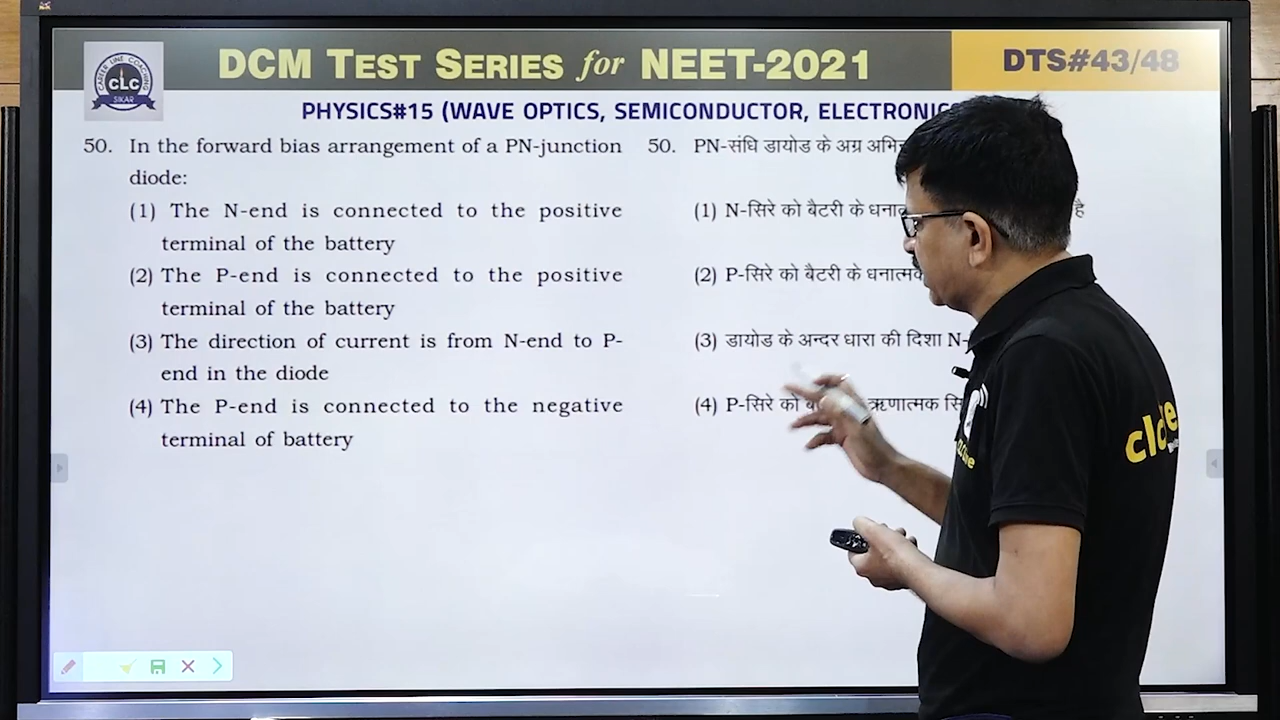 DCM TEST SERIES for NEET-2021
DTS#43/48
CAREER LINE COACHING
CLC
SIKAR
PHYSICS#15 (WAVE OPTICS, SEMICONDUCTOR, ELECTRONICS
50. In the forward bias arrangement of a PN-junction
diode:
(1) The N-end is connected to the positive
terminal of the battery
(2) The P-end is connected to the positive
terminal of the battery
(3) The direction of current is from N-end to P-
end in the diode
(4) The P-end is connected to the negative
terminal of battery
50. PN-संधि डायोड के अग्र
(1) N-सिरे को बैटरी के है
(2) P-सिरे को बैटरी के धनात्मक
(3) डायोड के अन्दर धारा की दिशा N-
(4) P-सिरे को ऋणात्मक